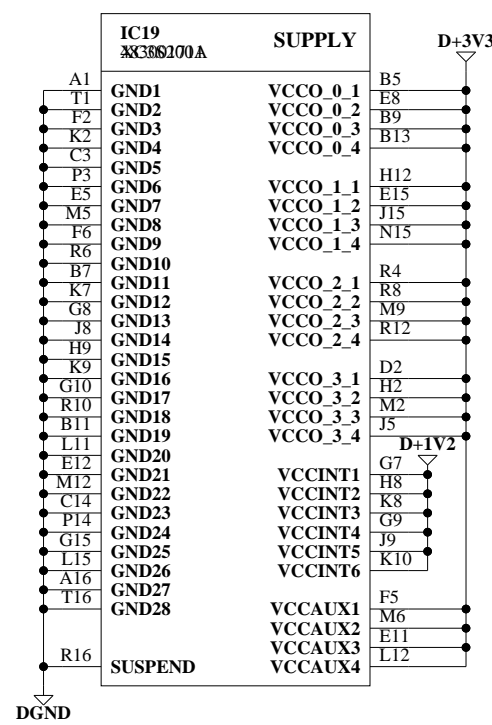 IC19
SUPPLY
D+3V3
A1 GND1 VCCO_0_1 B5
T1 GND2 VCCO_0_2 E8
F2 GND3 VCCO_0_3 B9
K2 GND4 VCCO_0_4 B13
C3 GND5
P3 GND6 VCCO_1_1 H12
E5 GND7 VCCO_1_2 E15
M5 GND8 VCCO_1_3 J15
F6 GND9 VCCO_1_4 N15
R6 GND10
B7 GND11 VCCO_2_1 R4
K7 GND12 VCCO_2_2 R8
G8 GND13 VCCO_2_3 M9
J8 GND14 VCCO_2_4 R12
H9 GND15
K9 GND16 VCCO_3_1 D2
G10 GND17 VCCO_3_2 H2
R10 GND18 VCCO_3_3 M2
B11 GND19 VCCO_3_4 J5
L11 GND20 D+1V2
E12 GND21 VCCINT1 G7
M12 GND22 VCCINT2 H8
C14 GND23 VCCINT3 K8
P14 GND24 VCCINT4 G9
G15 GND25 VCCINT5 J9
L15 GND26 VCCINT6 K10
A16 GND27
T16 GND28 VCCAUX1 F5
VCCAUX2 M6
VCCAUX3 E11
R16 SUSPEND VCCAUX4 L12
DGND